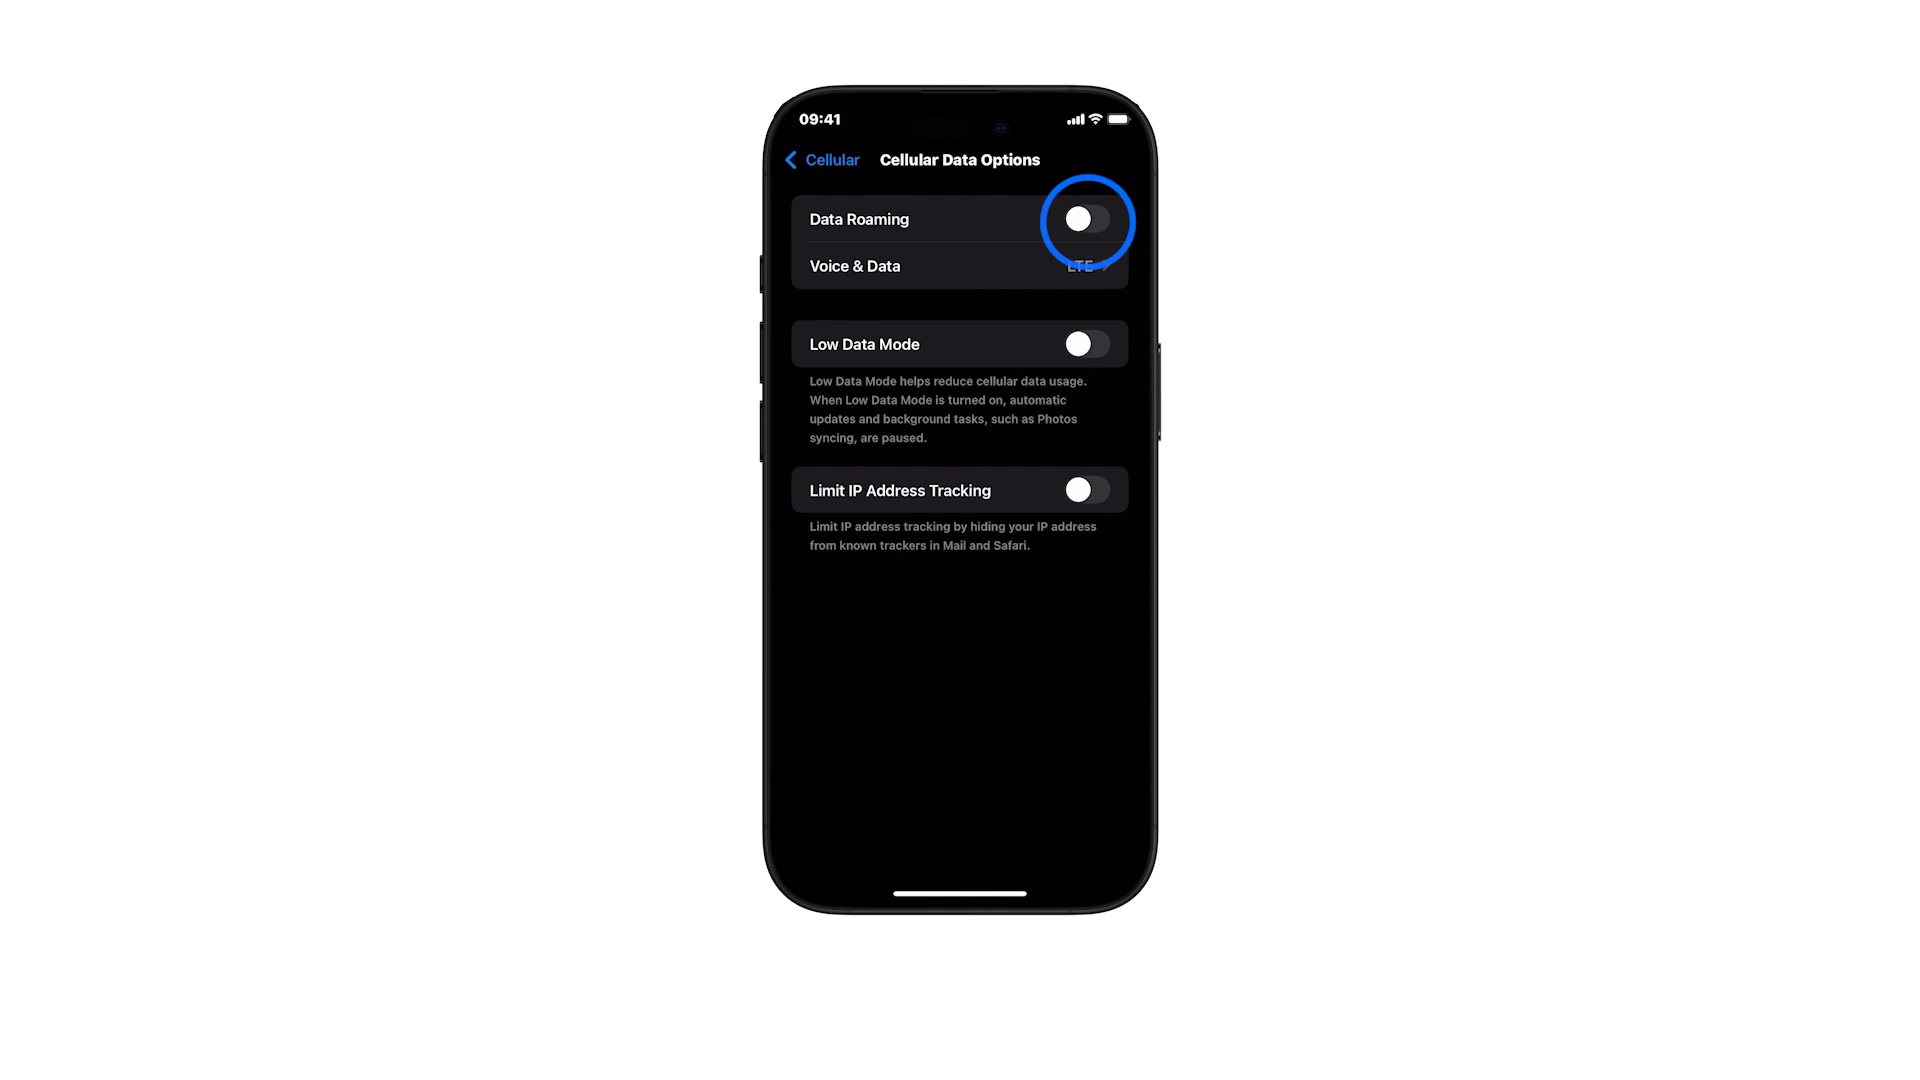 09:41
Cellular Cellular Data Options
Data Roaming
Voice & Data LTE
Low Data Mode
Low Data Mode helps reduce cellular data usage.
When Low Data Mode is turned on, automatic
updates and background tasks, such as Photos
syncing, are paused.
Limit IP Address Tracking
Limit IP address tracking by hiding your IP address
from known trackers in Mail and Safari.